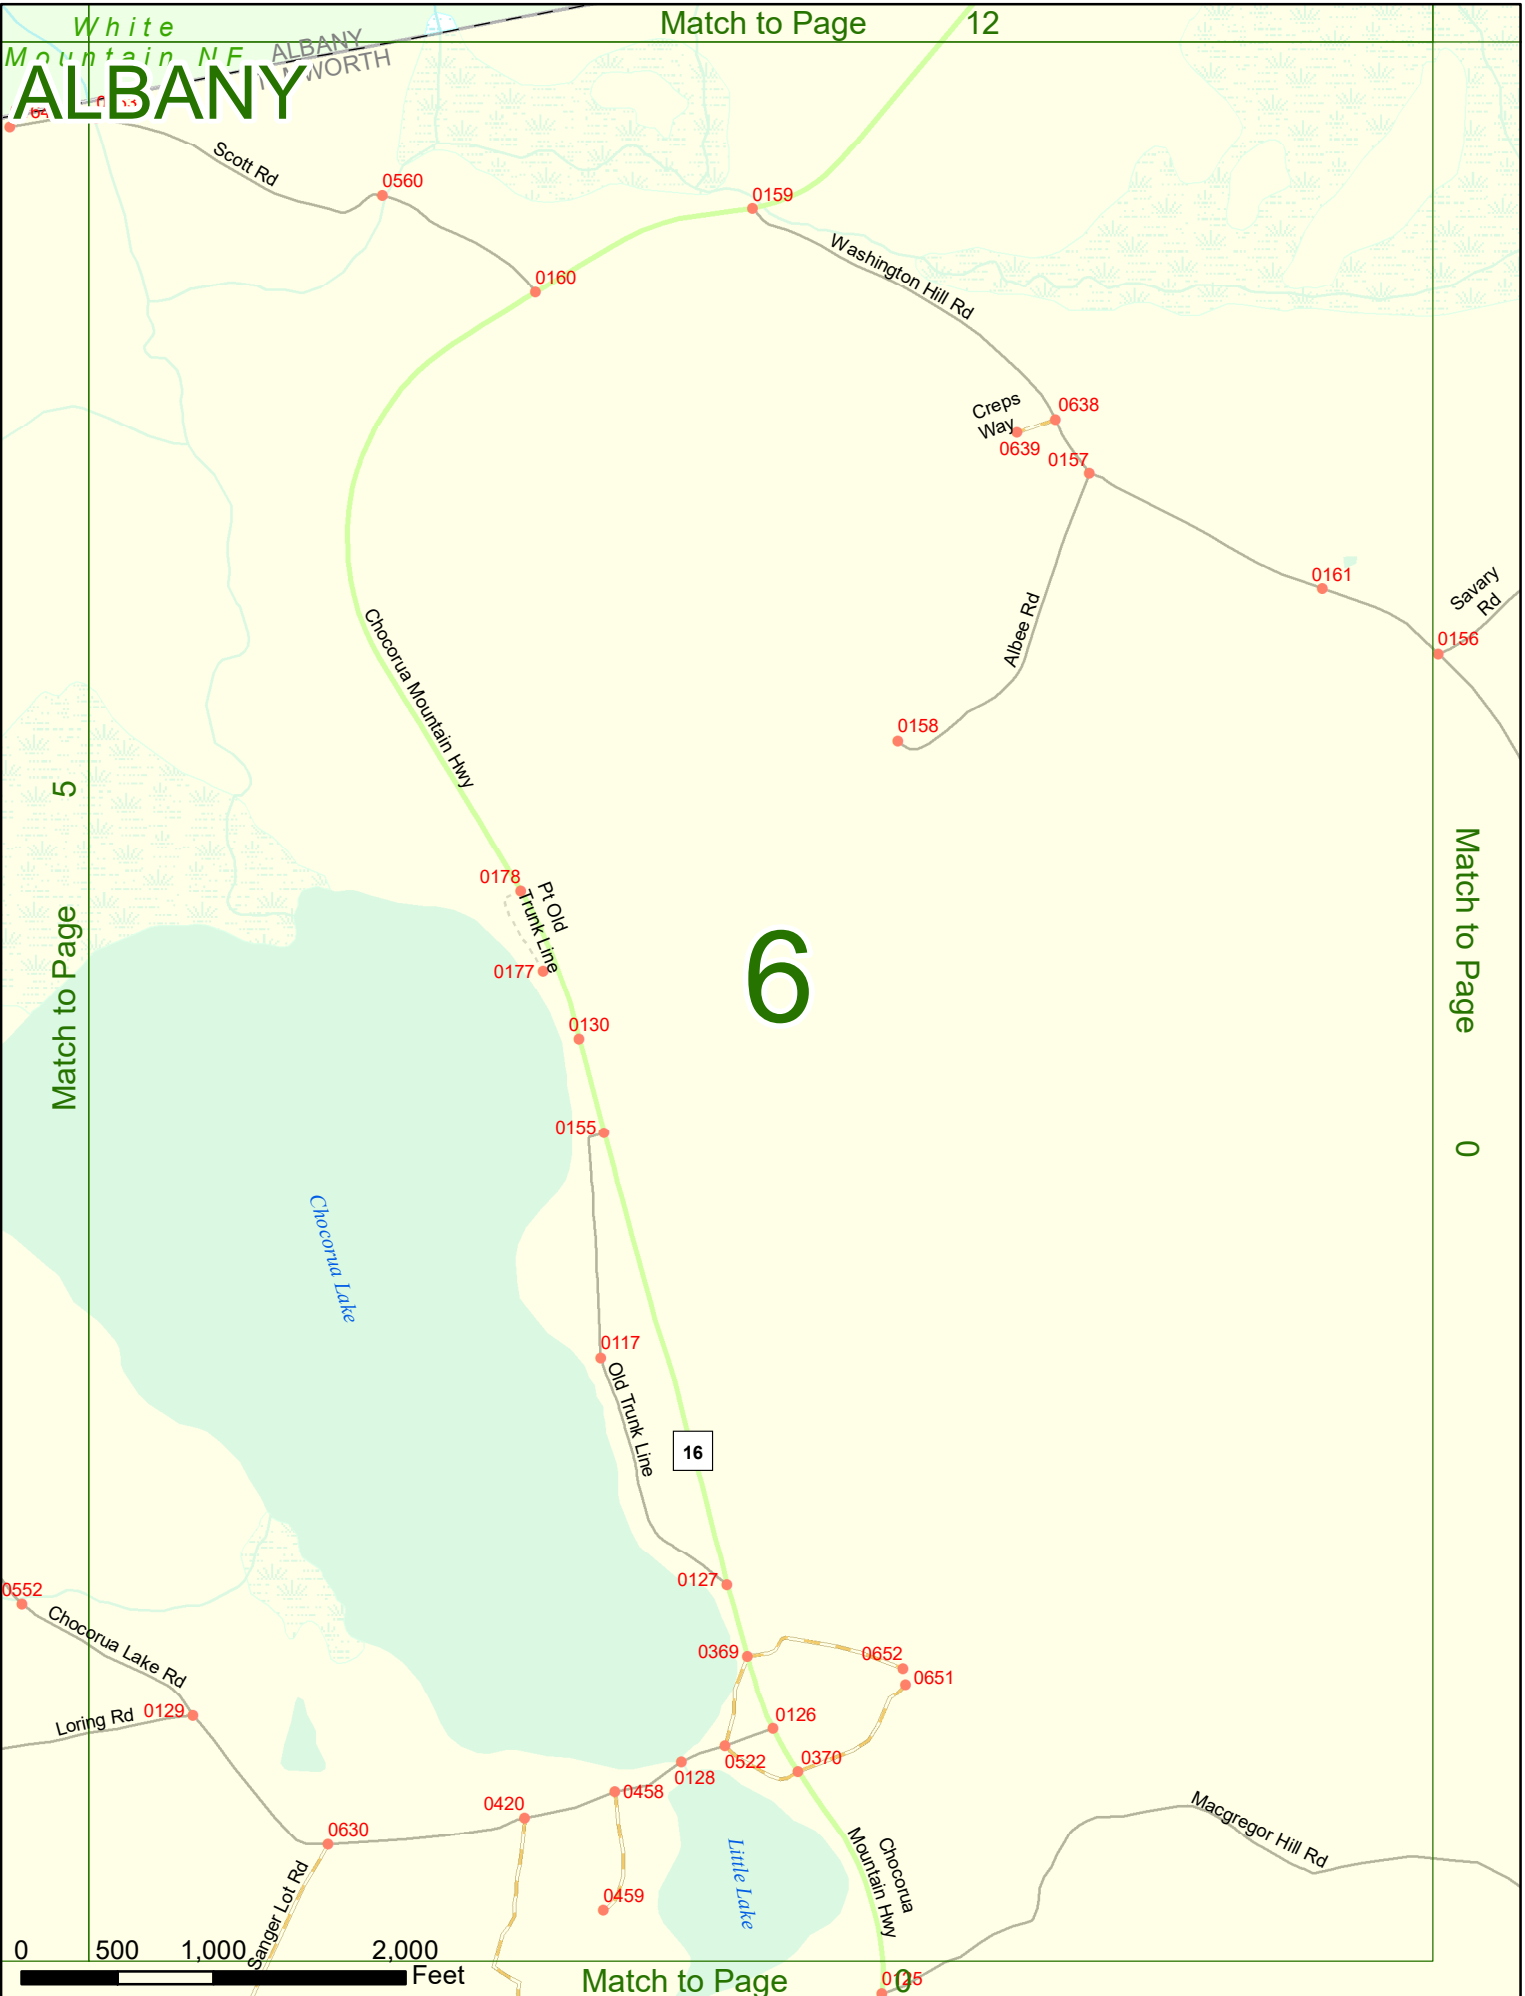 White
Mountain NF
Match to Page 12
ALBANY
ALBANY
Scott Rd
0560
0159
0160
Washington Hill Rd
Creps
Way
0638
0639
0157
0161
Savary
Rd
0156
Albee Rd
0158
Chocorua Mountain Hwy
Match to Page 5
Match to Page 0
0178
Pt Old
Trunk Line
0177
6
0130
0155
Chocorua Lake
0117
Old Trunk Line
16
0127
0552
Chocorua Lake Rd
0369
0652
0651
Loring Rd
0129
0126
0522
0370
0128
0458
0420
0630
Macgregor Hill Rd
Chocorua
Mountain Hwy
Little Lake
0459
Sanger Lot Rd
0 500 1,000 2,000
Feet
Match to Page 0
0125